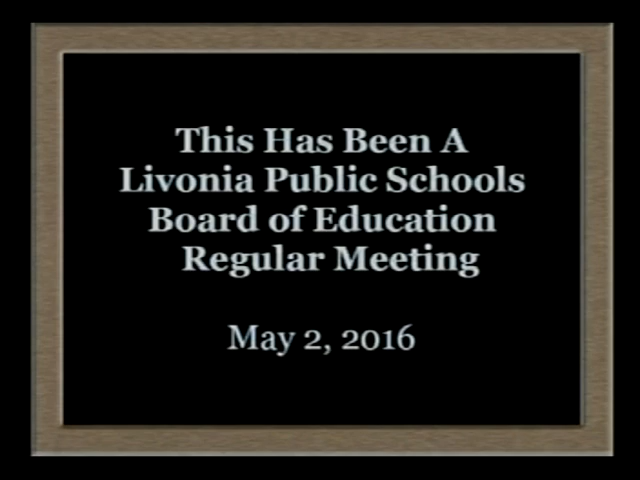 This Has Been A
Livonia Public Schools
Board of Education
Regular Meeting
May 2, 2016